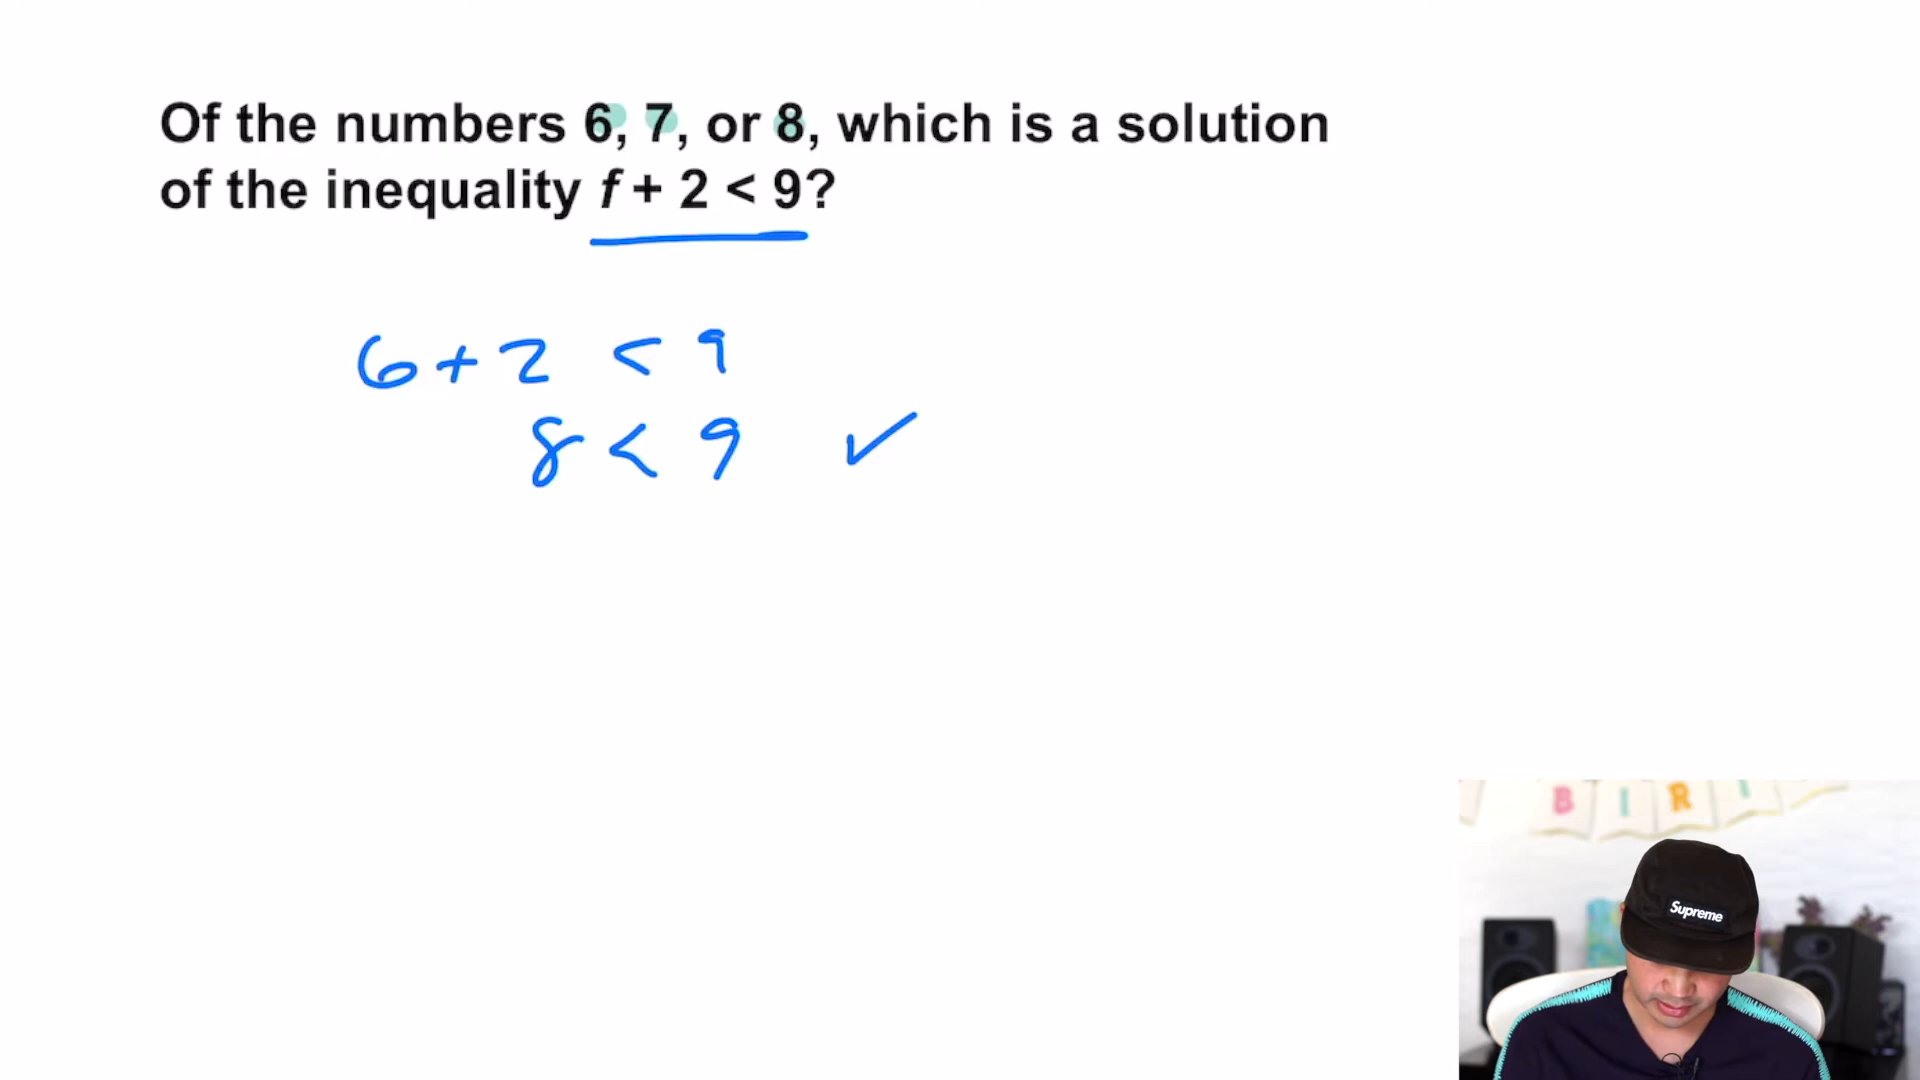 Of the numbers 6, 7, or 8, which is a solution
of the inequality f + 2 < 9?
6 + 2 < 9
8 < 9 ✓
BIRT
Supreme